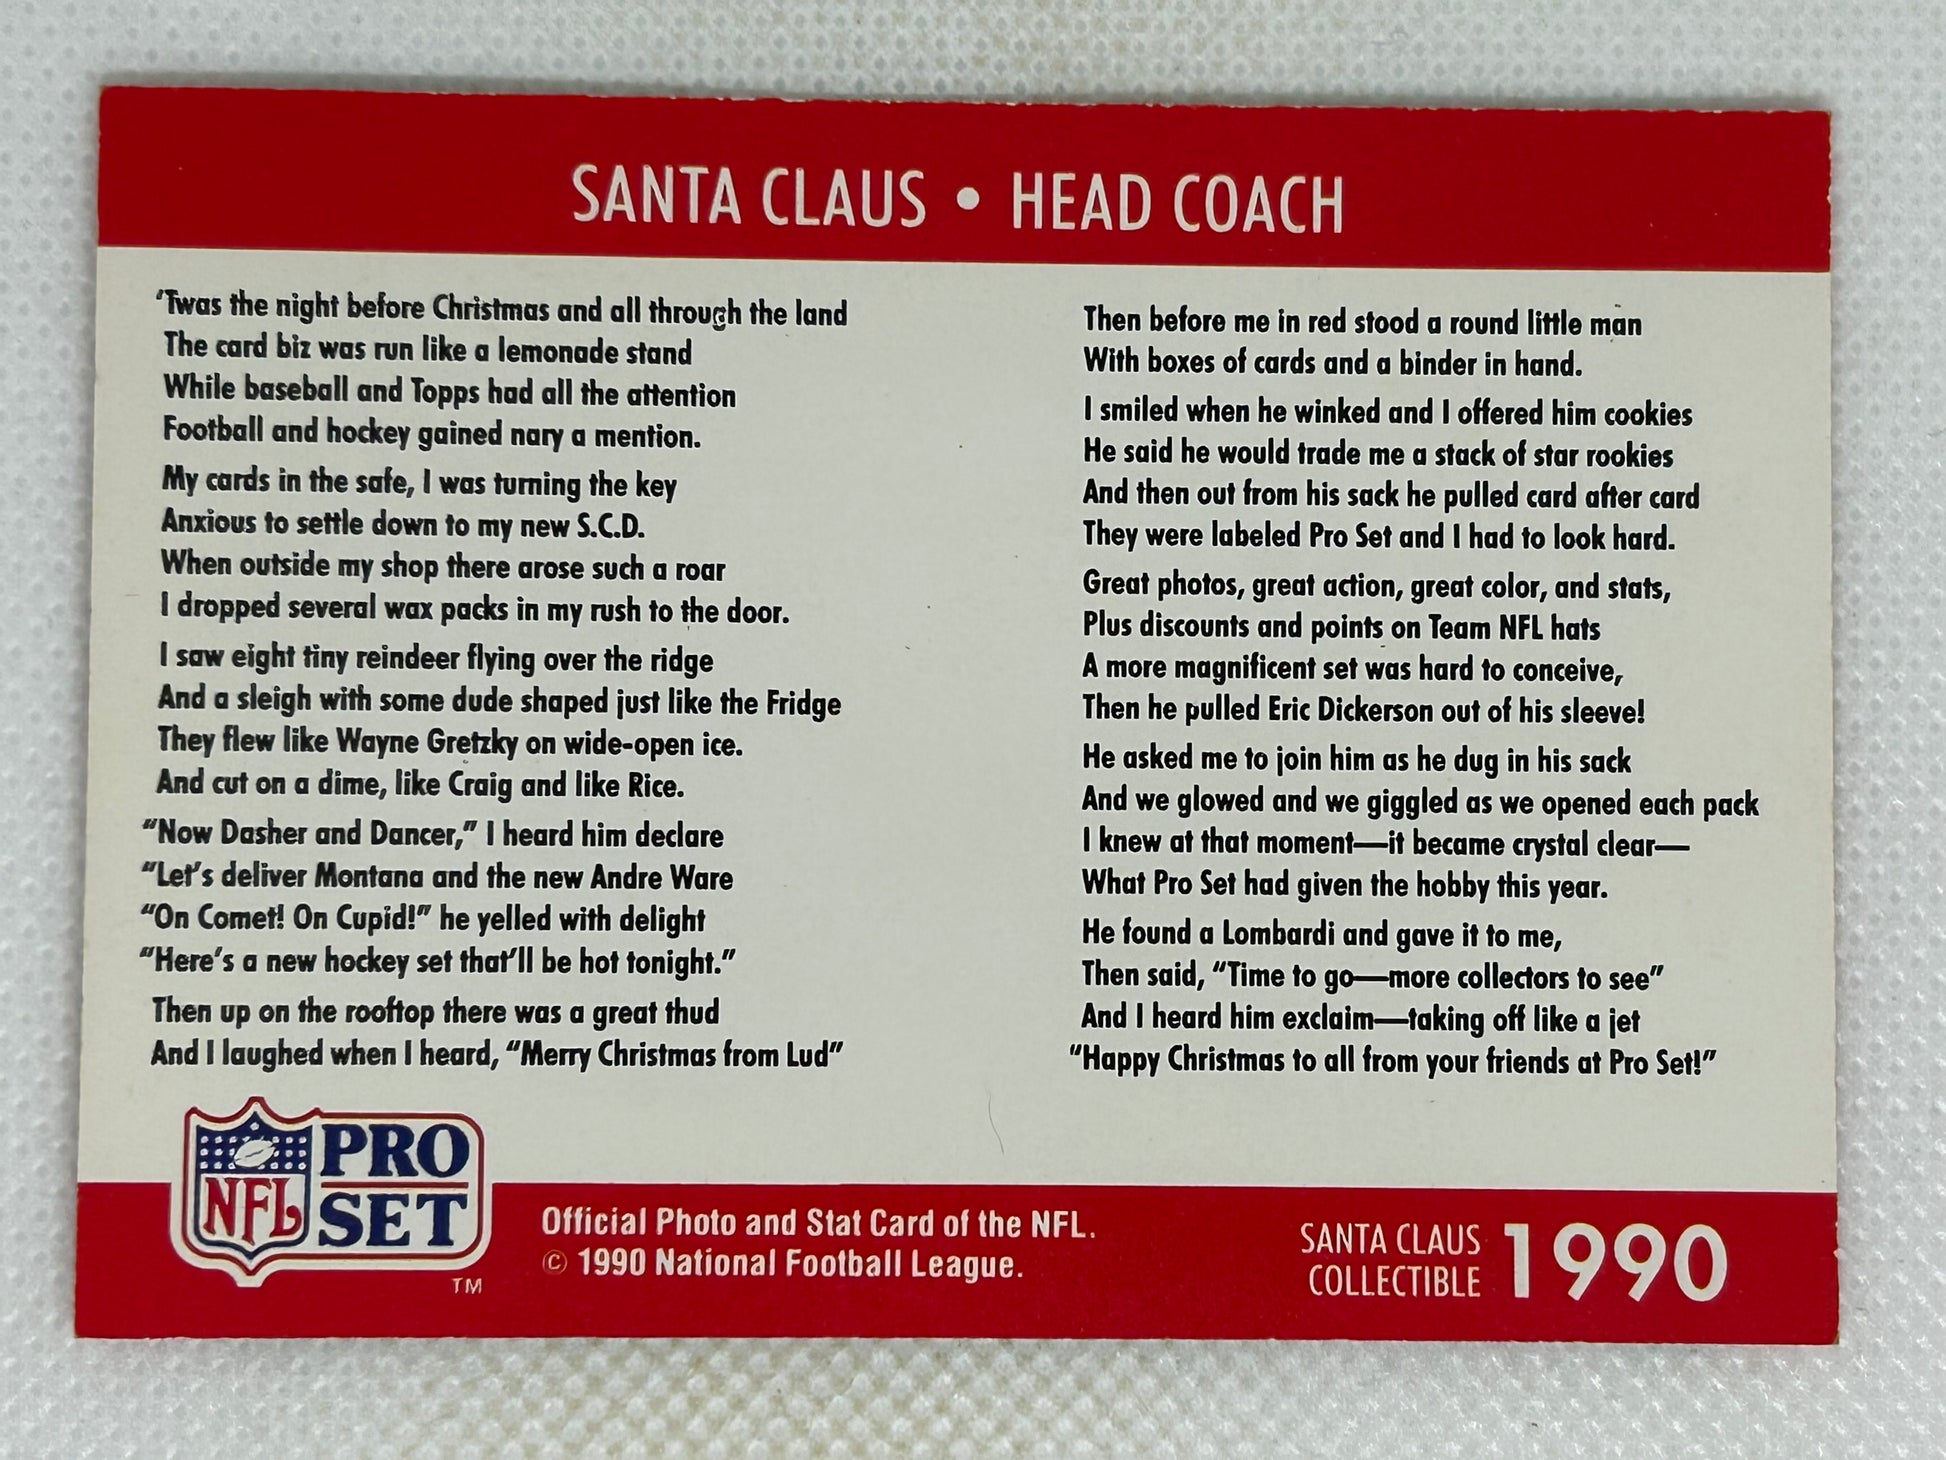 SANTA CLAUS • HEAD COACH
‘Twas the night before Christmas and all through the land
The card biz was run like a lemonade stand
While baseball and Topps had all the attention
Football and hockey gained nary a mention.
My cards in the safe, I was turning the key
Anxious to settle down to my new S.C.D.
When outside my shop there arose such a roar
I dropped several wax packs in my rush to the door.
I saw eight tiny reindeer flying over the ridge
And a sleigh with some dude shaped just like the Fridge
They flew like Wayne Gretzky on wide-open ice.
And cut on a dime, like Craig and like Rice.
“Now Dasher and Dancer,” I heard him declare
“Let’s deliver Montana and the new Andre Ware
“On Comet! On Cupid!” he yelled with delight
“Here’s a new hockey set that’ll be hot tonight.”
Then up on the rooftop there was a great thud
And I laughed when I heard, “Merry Christmas from Lud”
Then before me in red stood a round little man
With boxes of cards and a binder in hand.
I smiled when he winked and I offered him cookies
He said he would trade me a stack of star rookies
And then out from his sack he pulled card after card
They were labeled Pro Set and I had to look hard.
Great photos, great action, great color, and stats,
Plus discounts and points on Team NFL hats
A more magnificent set was hard to conceive,
Then he pulled Eric Dickerson out of his sleeve!
He asked me to join him as he dug in his sack
And we glowed and we giggled as we opened each pack
I knew at that moment—it became crystal clear—
What Pro Set had given the hobby this year.
He found a Lombardi and gave it to me,
Then said, “Time to go—more collectors to see”
And I heard him exclaim—taking off like a jet
“Happy Christmas to all from your friends at Pro Set!”
NFL PRO SET TM
Official Photo and Stat Card of the NFL.
© 1990 National Football League.
SANTA CLAUS
COLLECTIBLE
1990